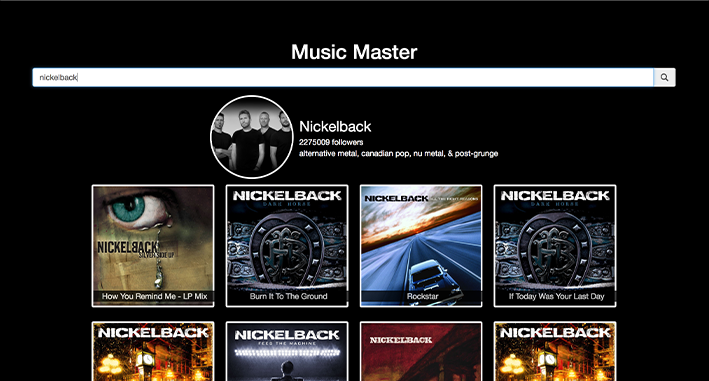 Music Master
nickelback
Nickelback
2275009 followers
alternative metal, canadian pop, nu metal, & post-grunge
NICKELBACK
SILVER SIDE UP
How You Remind Me - LP Mix
NICKELBACK
DARK HORSE
Burn It To The Ground
NICKELBACK
ALL THE RIGHT REASONS
Rockstar
NICKELBACK
DARK HORSE
If Today Was Your Last Day
NICKELBACK
NICKELBACK
FEED THE MACHINE
NICKELBACK
NICKELBACK